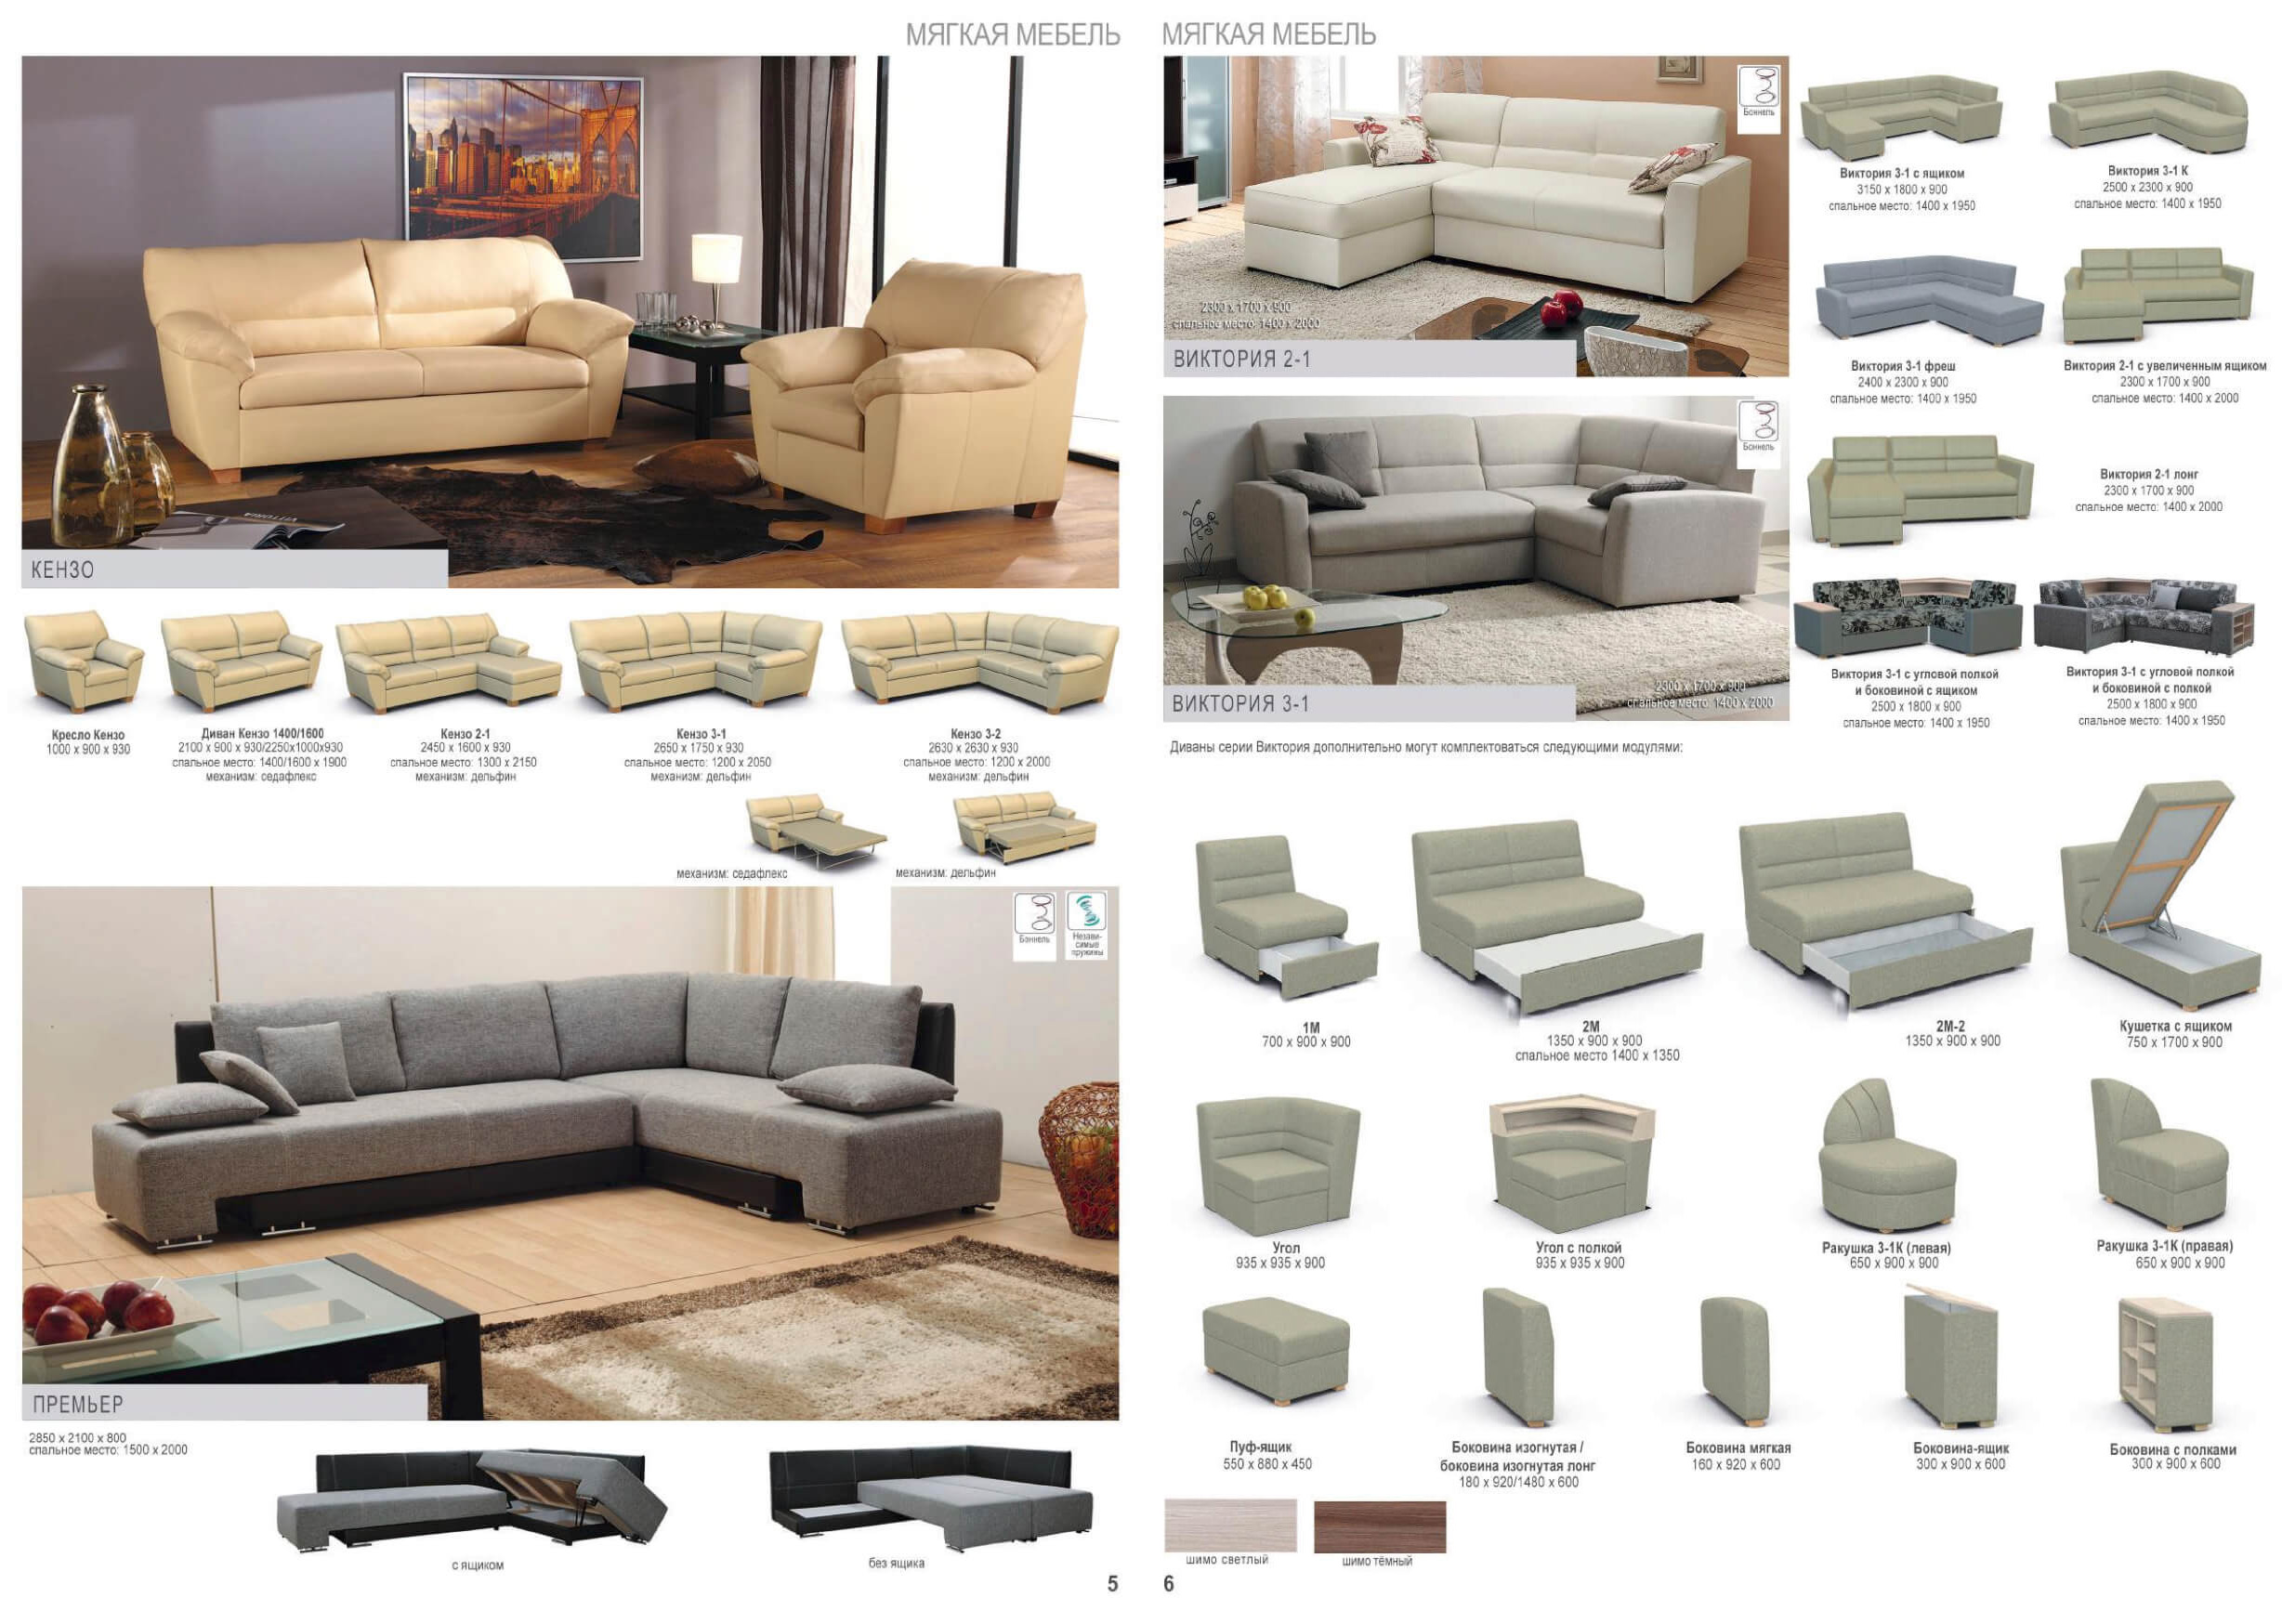 МЯГКАЯ МЕБЕЛЬ
КЕНЗО
Кресло Кензо
1000 x 900 x 930
Диван Кензо 1400/1600
2100 x 900 x 930/2250x1000x930
спальное место: 1400/1600 x 1900
механизм: седафлекс
Кензо 2-1
2450 x 1600 x 930
спальное место: 1300 x 2150
механизм: дельфин
Кензо 3-1
2650 x 1750 x 930
спальное место: 1200 x 2050
механизм: дельфин
Кензо 3-2
2630 x 2630 x 930
спальное место: 1200 x 2000
механизм: дельфин
механизм: седафлекс
механизм: дельфин
Боннель
Незави-
симые
пружины
ПРЕМЬЕР
2850 x 2100 x 800
спальное место: 1500 x 2000
с ящиком
без ящика
5
МЯГКАЯ МЕБЕЛЬ
Боннель
2300 x 1700 x 900
спальное место: 1400 x 2000
ВИКТОРИЯ 2-1
Боннель
2300 x 1700 x 900
спальное место: 1400 x 2000
ВИКТОРИЯ 3-1
Виктория 3-1 с ящиком
3150 x 1800 x 900
спальное место: 1400 x 1950
Виктория 3-1 К
2500 x 2300 x 900
спальное место: 1400 x 1950
Виктория 3-1 фреш
2400 x 2300 x 900
спальное место: 1400 x 1950
Виктория 2-1 с увеличенным ящиком
2300 x 1700 x 900
спальное место: 1400 x 2000
Виктория 2-1 лонг
2300 x 1700 x 900
спальное место: 1400 x 2000
Виктория 3-1 с угловой полкой
и боковиной с ящиком
2500 x 1800 x 900
спальное место: 1400 x 1950
Виктория 3-1 с угловой полкой
и боковиной с полкой
2500 x 1800 x 900
спальное место: 1400 x 1950
Диваны серии Виктория дополнительно могут комплектоваться следующими модулями:
1М
700 x 900 x 900
2М
1350 x 900 x 900
спальное место 1400 x 1350
2М-2
1350 x 900 x 900
Кушетка с ящиком
750 x 1700 x 900
Угол
935 x 935 x 900
Угол с полкой
935 x 935 x 900
Ракушка 3-1К (левая)
650 x 900 x 900
Ракушка 3-1К (правая)
650 x 900 x 900
Пуф-ящик
550 x 880 x 450
Боковина изогнутая /
боковина изогнутая лонг
180 x 920/1480 x 600
Боковина мягкая
160 x 920 x 600
Боковина-ящик
300 x 900 x 600
Боковина с полками
300 x 900 x 600
шимо светлый
шимо тёмный
6